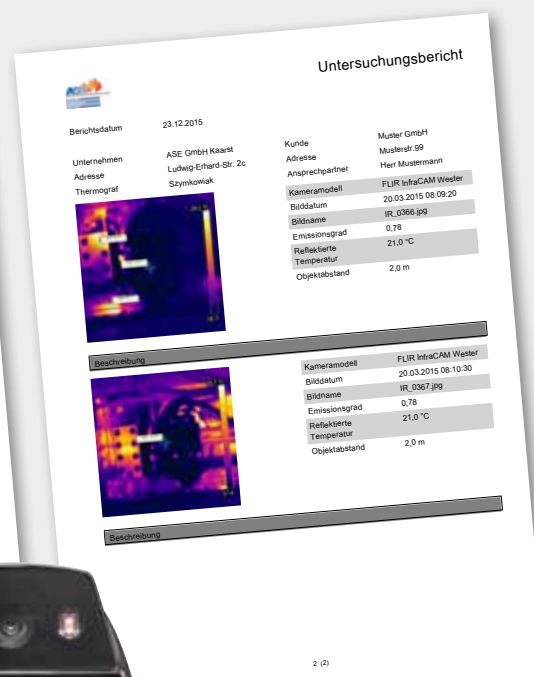 Untersuchungsbericht
Berichtsdatum 23.12.2015
Unternehmen ASE GmbH Kaarst
Adresse Ludwig-Erhard-Str. 2c
Thermograf Szymkowiak
Kunde Muster GmbH
Adresse Musterstr.99
Ansprechpartner Herr Mustermann
Kameramodell FLIR InfraCAM Wester
Bilddatum 20.03.2015 08:09:20
Bildname IR_0366.jpg
Emissionsgrad 0,78
Reflektierte 21,0 °C
Temperatur
Objektabstand 2,0 m
Beschreibung
Kameramodell FLIR InfraCAM Wester
Bilddatum 20.03.2015 08:10:30
Bildname IR_0367.jpg
Emissionsgrad 0,78
Reflektierte 21,0 °C
Temperatur
Objektabstand 2,0 m
Beschreibung
2 (2)